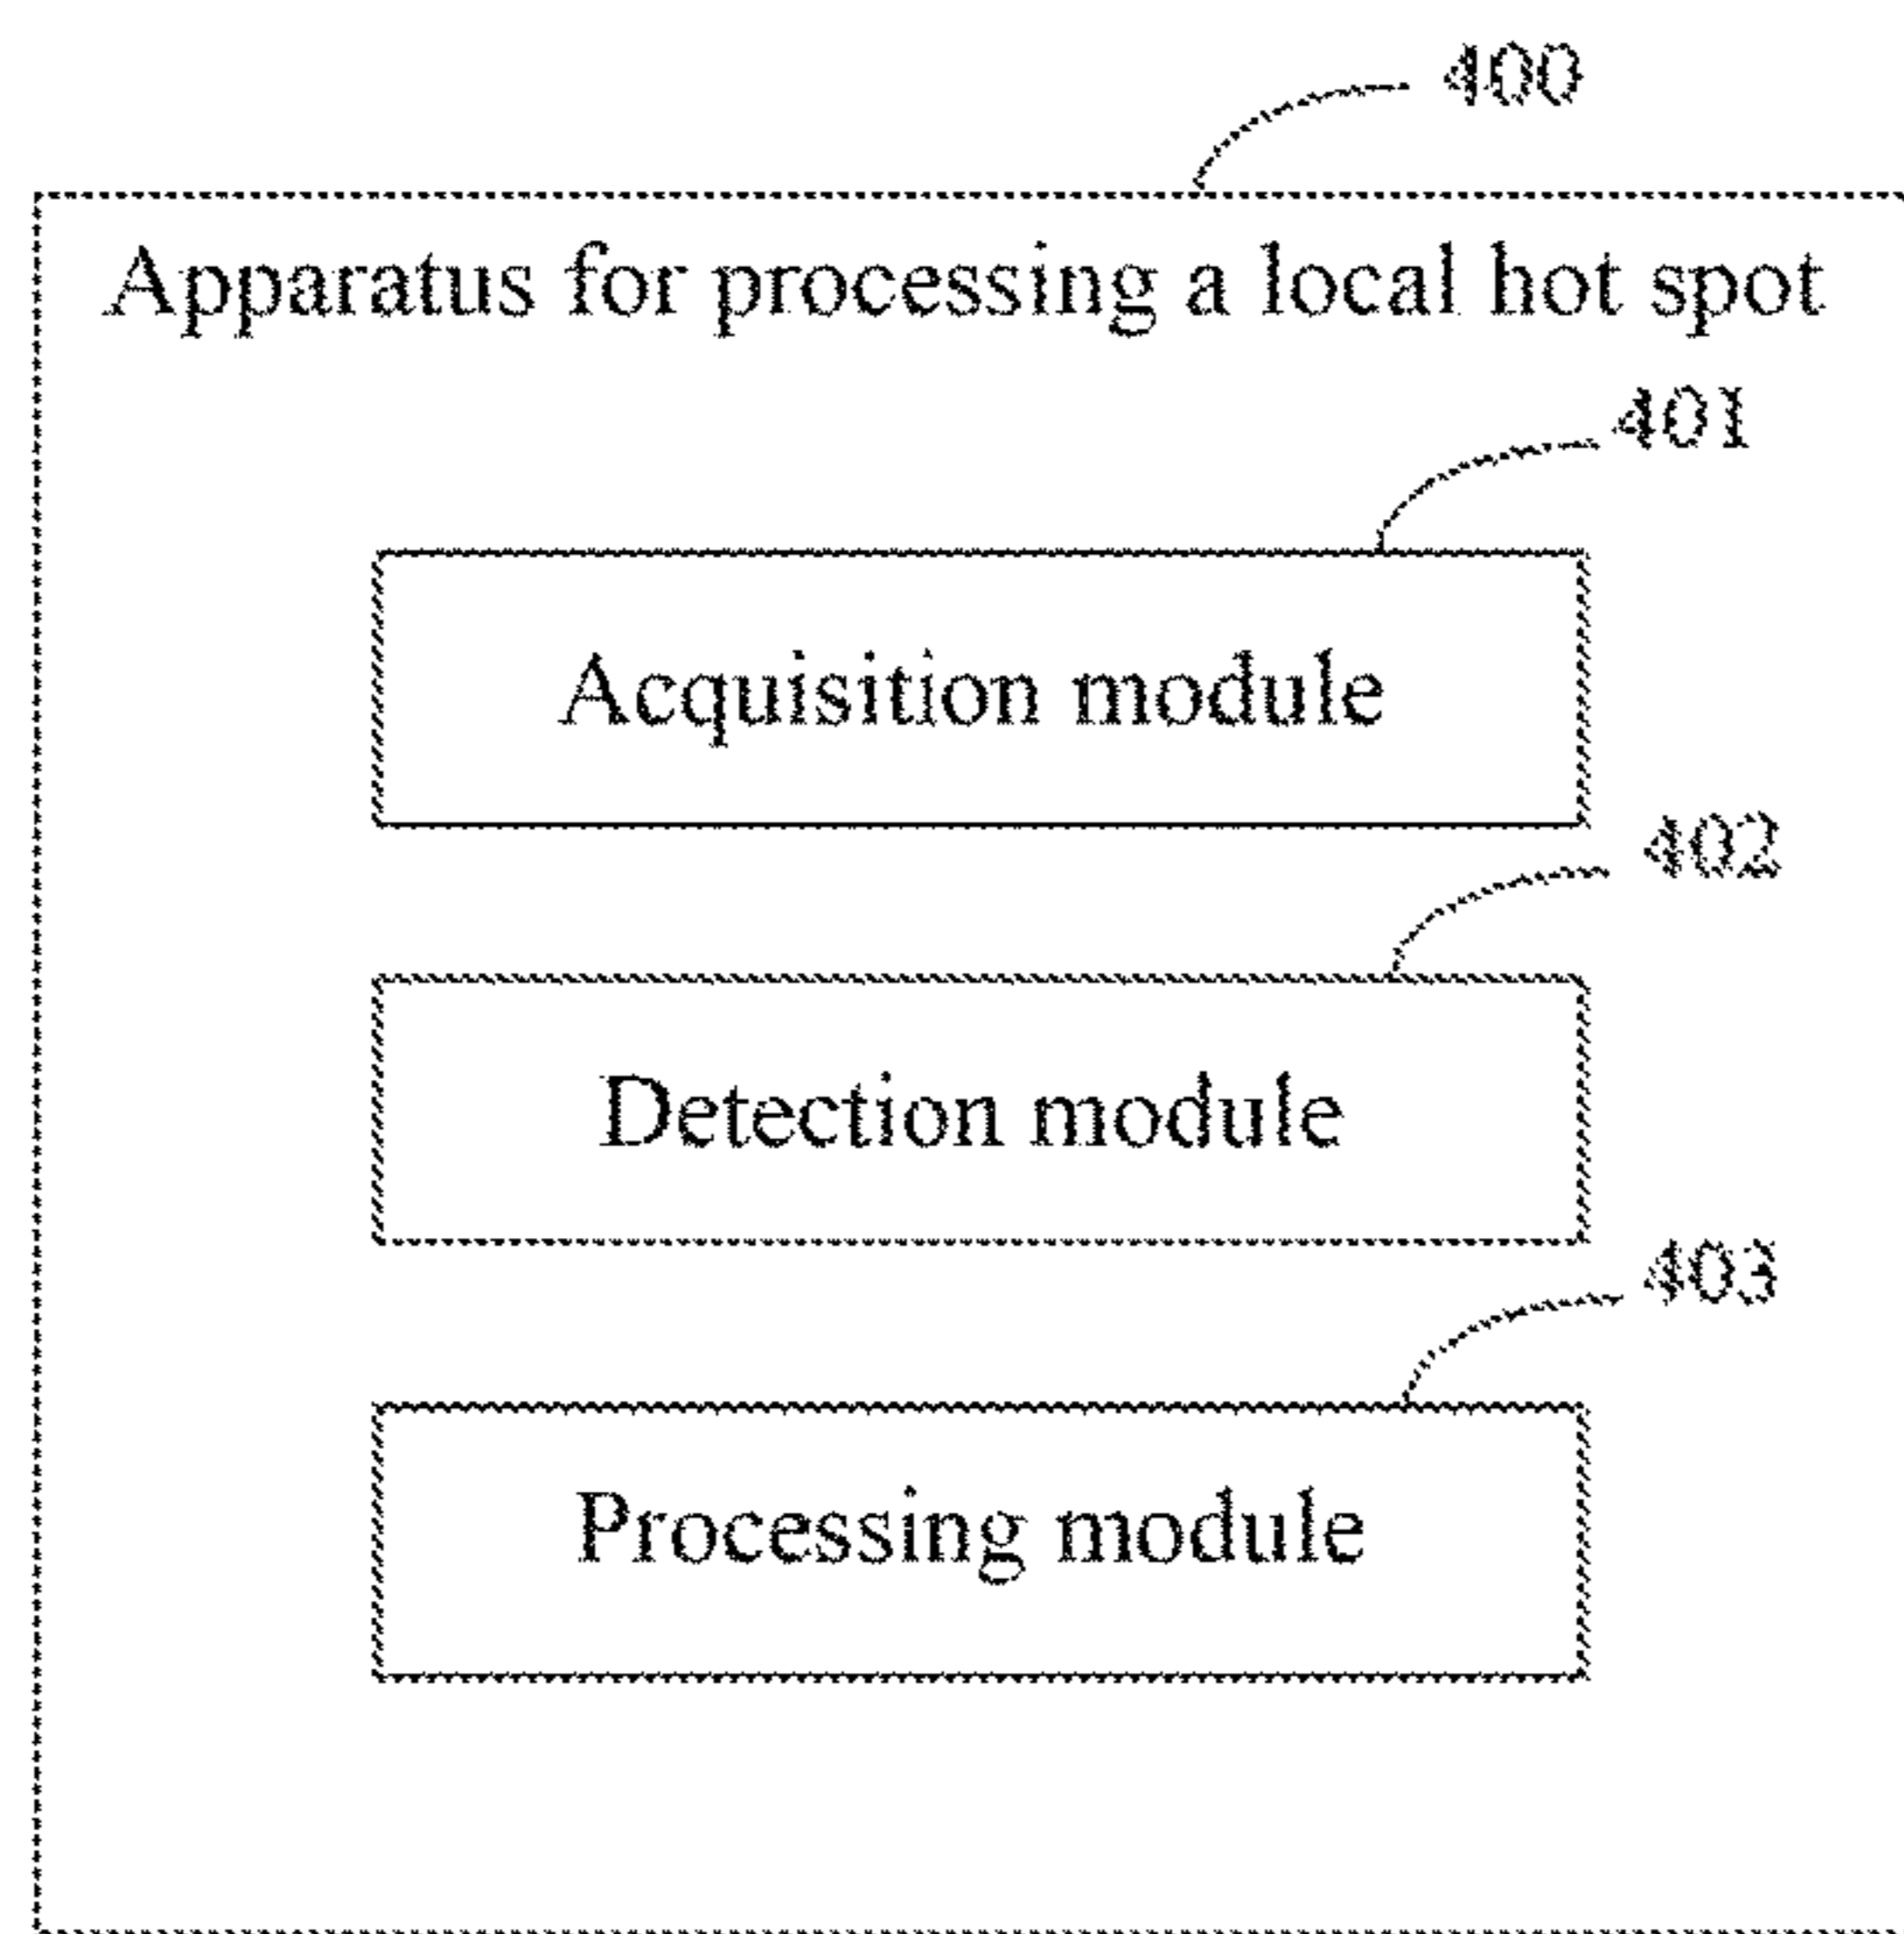 400
Apparatus for processing a local hot spot
401
Acquisition module
402
Detection module
403
Processing module